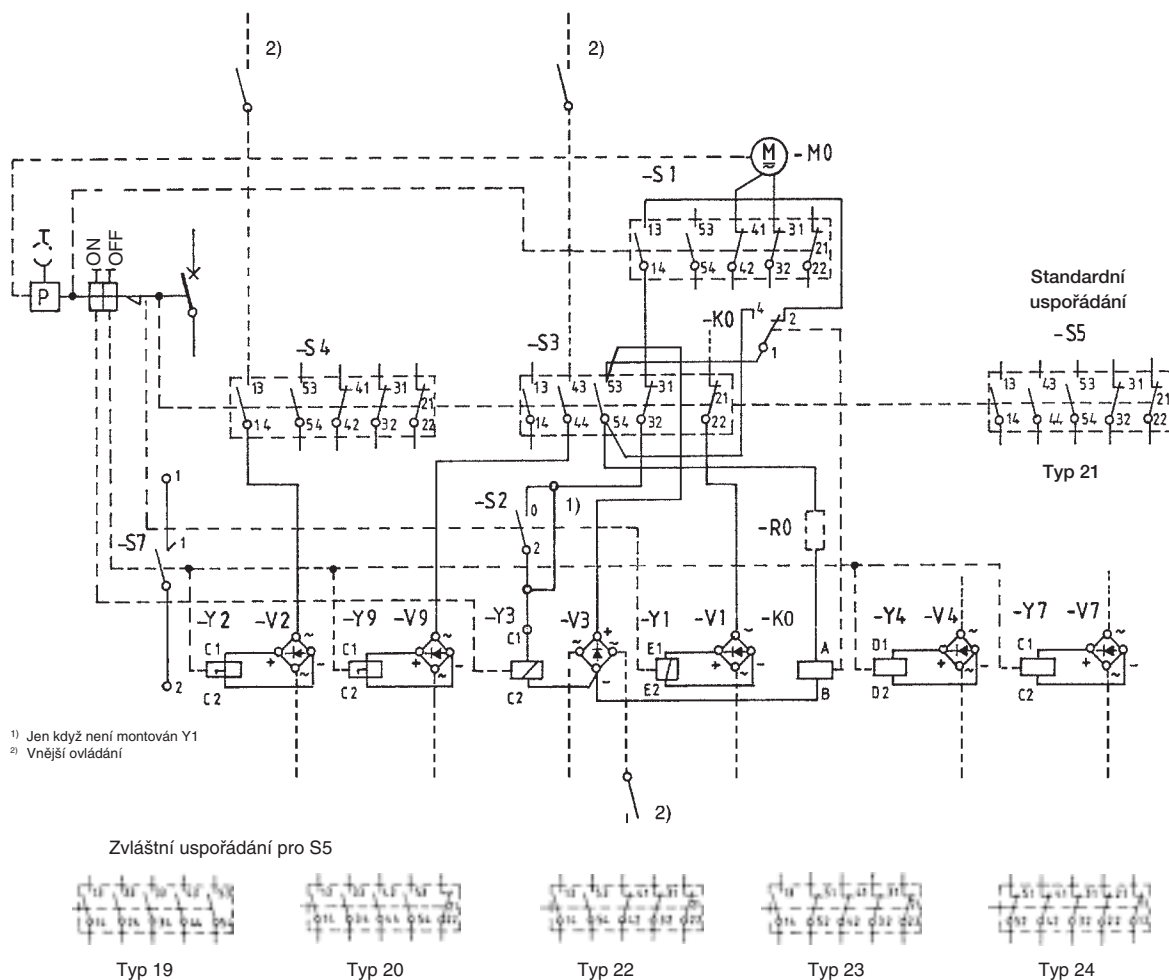 2)
2)
M
≂
-M0
-S1
13 53 41 31 21
14 54 42 32 22
ON
OFF
P
Standardní
uspořádání
-K0
4
2
1
-S5
-S4
-S3
13 53 41 31 21
14 54 42 32 22
13 43 53 31 21
14 44 54 32 22
13 43 53 31 21
14 44 54 32 22
Typ 21
1
1
-S7
2
-S2
0
2
1)
-R0
-Y2
-V2
-Y9
-V9
-Y3
-V3
-Y1
-V1
-K0
-Y4
-V4
-Y7
-V7
C1
C2
+
~
~
-
C1
C2
+
~
~
-
C1
C2
+
~
~
-
E1
E2
+
~
~
-
A
B
D1
D2
+
~
~
-
C1
C2
+
~
~
-
1) Jen když není montován Y1
2) Vnější ovládání
2)
Zvláštní uspořádání pro S5
Typ 19
Typ 20
Typ 22
Typ 23
Typ 24